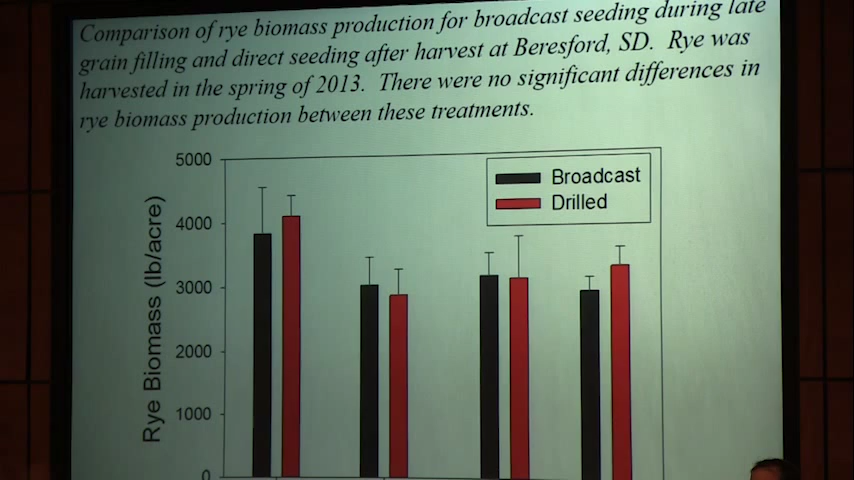 Comparison of rye biomass production for broadcast seeding during late
grain filling and direct seeding after harvest at Beresford, SD. Rye was
harvested in the spring of 2013. There were no significant differences in
rye biomass production between these treatments.
5000
4000
3000
2000
1000
0
Rye Biomass (lb/acre)
Broadcast
Drilled